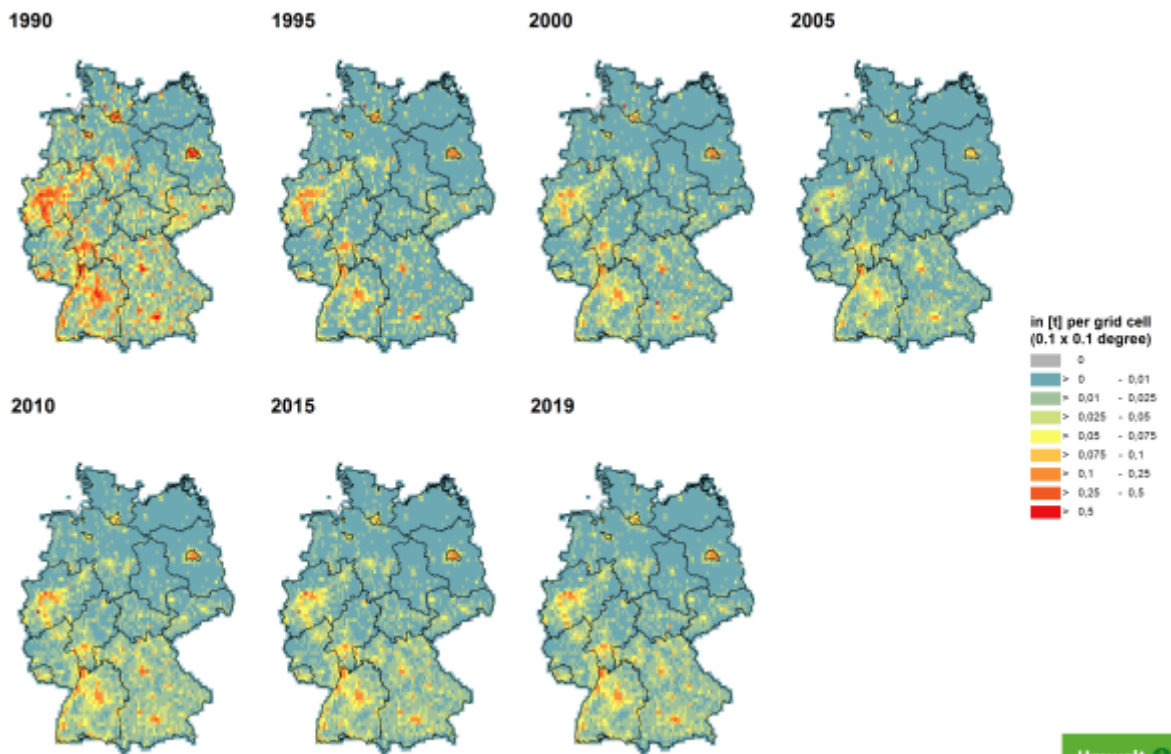 1990
1995
2000
2005
in [t] per grid cell
(0.1 x 0.1 degree)
0
> 0 - 0,01
> 0,01 - 0,025
> 0,025 - 0,05
> 0,05 - 0,075
> 0,075 - 0,1
> 0,1 - 0,25
> 0,25 - 0,5
> 0,5
2010
2015
2019